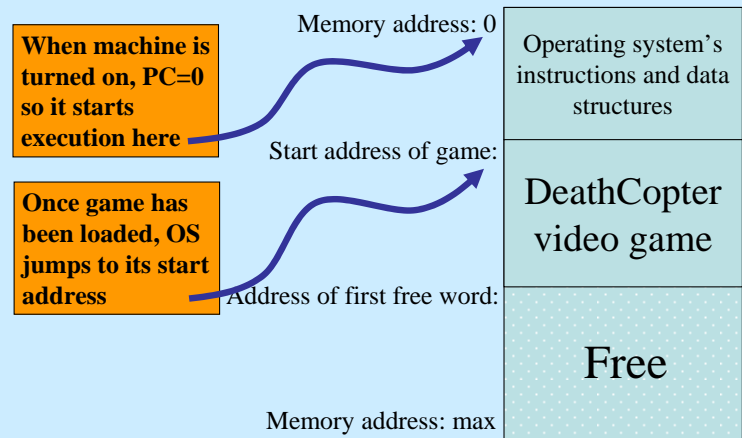 When machine is
turned on, PC=0
so it starts
execution here
Once game has
been loaded, OS
jumps to its start
address
Memory address: 0
Start address of game:
Address of first free word:
Memory address: max
Operating system's
instructions and data
structures
DeathCopter
video game
Free